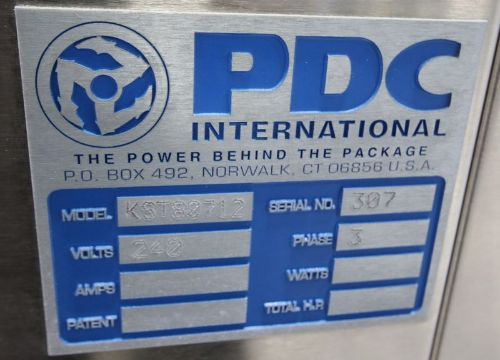 PDC
INTERNATIONAL
THE POWER BEHIND THE PACKAGE
P.O. BOX 492, NORWALK, CT 06856 U.S.A.
MODEL KST80712 SERIAL NO. 307
VOLTS 240 PHASE 3
AMPS WATTS
PATENT TOTAL H.P.